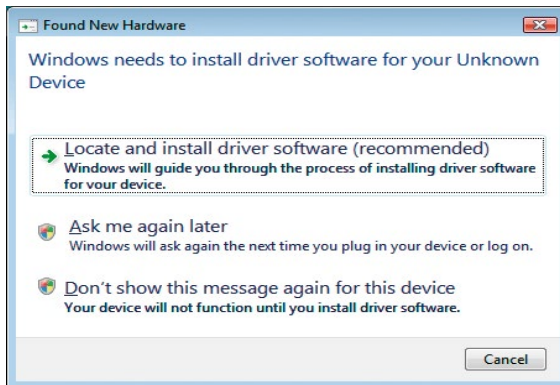 Found New Hardware
Windows needs to install driver software for your Unknown
Device
Locate and install driver software (recommended)
Windows will guide you through the process of installing driver software
for your device.
Ask me again later
Windows will ask again the next time you plug in your device or log on.
Don't show this message again for this device
Your device will not function until you install driver software.
Cancel